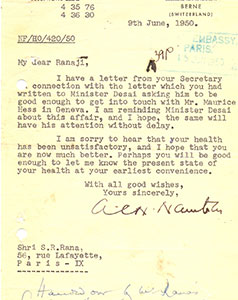 4 35 76
4 36 30
BERNE
(SWITZERLAND)
9th June, 1950.
EMBASSY
PARIS
NF/HO/420/50
My dear Ranaji,
I have a letter from your Secretary
connection with the letter which you had
written to Minister Desai asking him to be
good enough to get into touch with Mr. Maurice
less in Geneva. I am reminding Minister Desai
about this affair, and I hope, the same will
have his attention without delay.
I am sorry to hear that your health
has been unsatisfactory, and I hope that you
are now much better. Perhaps you will be good
enough to let me know the present state of
your health at your earliest convenience.
With all good wishes,
Yours sincerely,
Shri S.R.Rana,
56, rue Lafayette,
Paris - IX